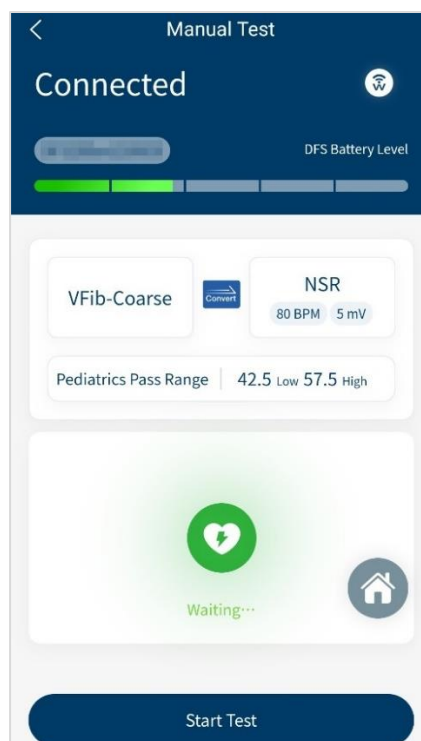 Manual Test
Connected
DFS Battery Level
VFib-Coarse
Convert
NSR
80 BPM 5 mV
Pediatrics Pass Range 42.5 Low 57.5 High
Waiting···
Start Test